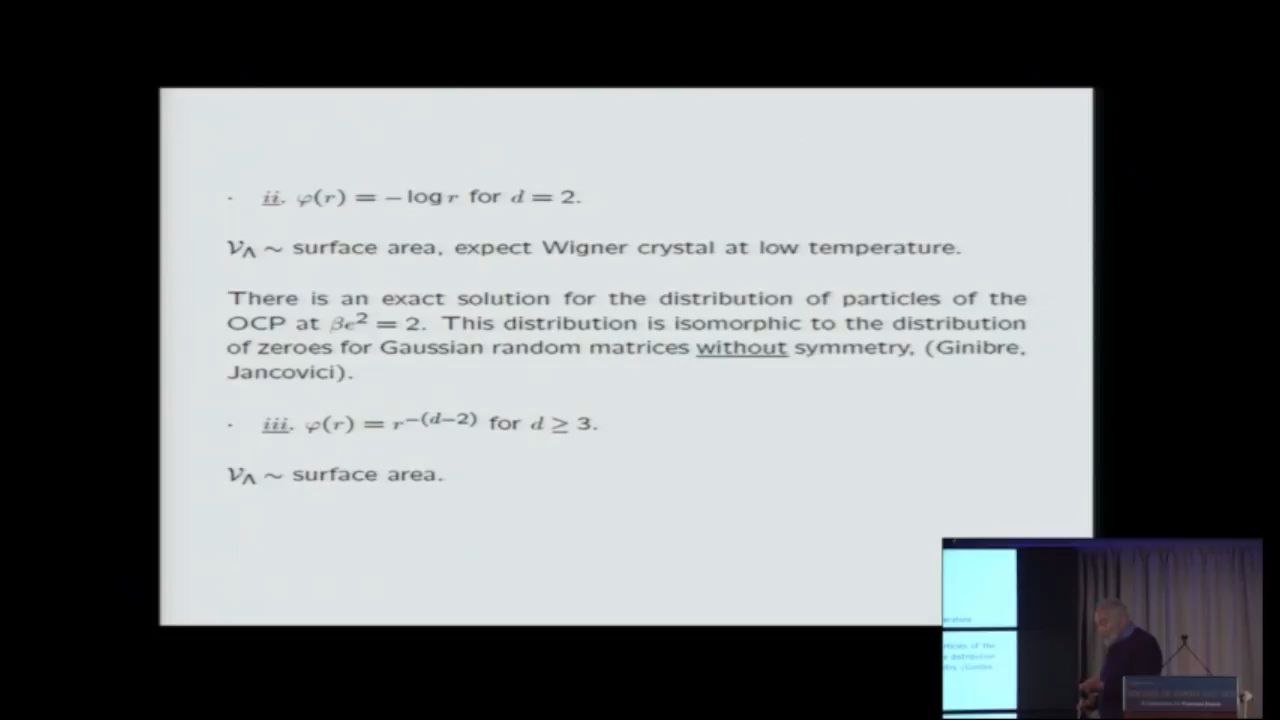 · ii. φ(r) = − log r for d = 2.
𝒱_Λ ∼ surface area, expect Wigner crystal at low temperature.
There is an exact solution for the distribution of particles of the
OCP at βe² = 2. This distribution is isomorphic to the distribution
of zeroes for Gaussian random matrices without symmetry, (Ginibre,
Jancovici).
· iii. φ(r) = r^−(d−2) for d ≥ 3.
𝒱_Λ ∼ surface area.